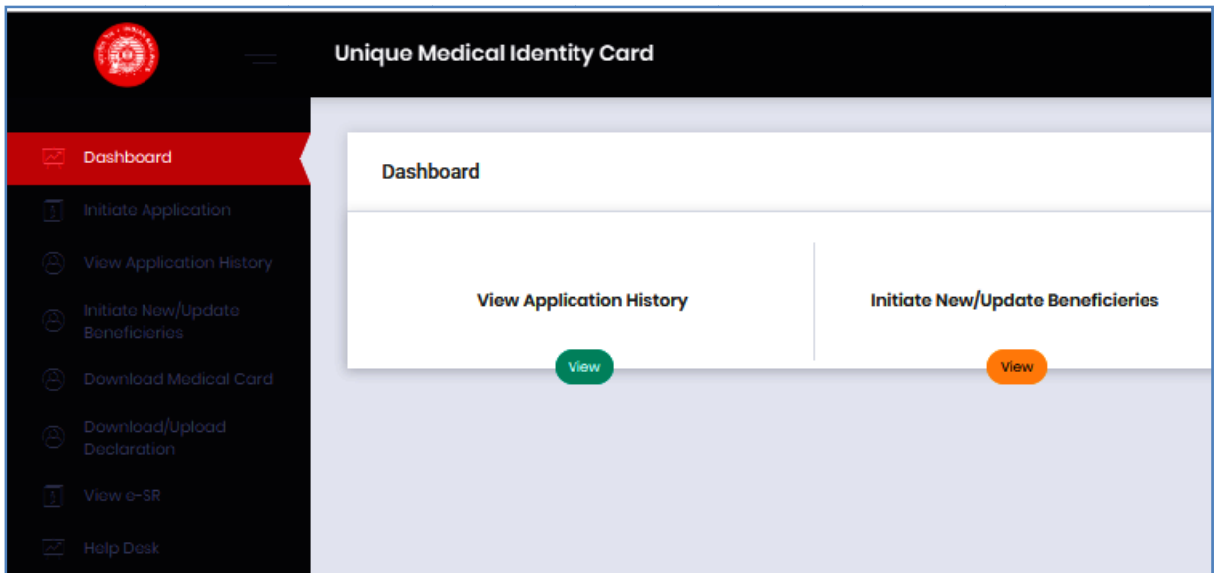 Unique Medical Identity Card
Dashboard
Initiate Application
View Application History
Initiate New/Update
Beneficieries
Download Medical Card
Download/Upload
Declaration
View e-SR
Help Desk
Dashboard
View Application History
Initiate New/Update Beneficieries
View
View